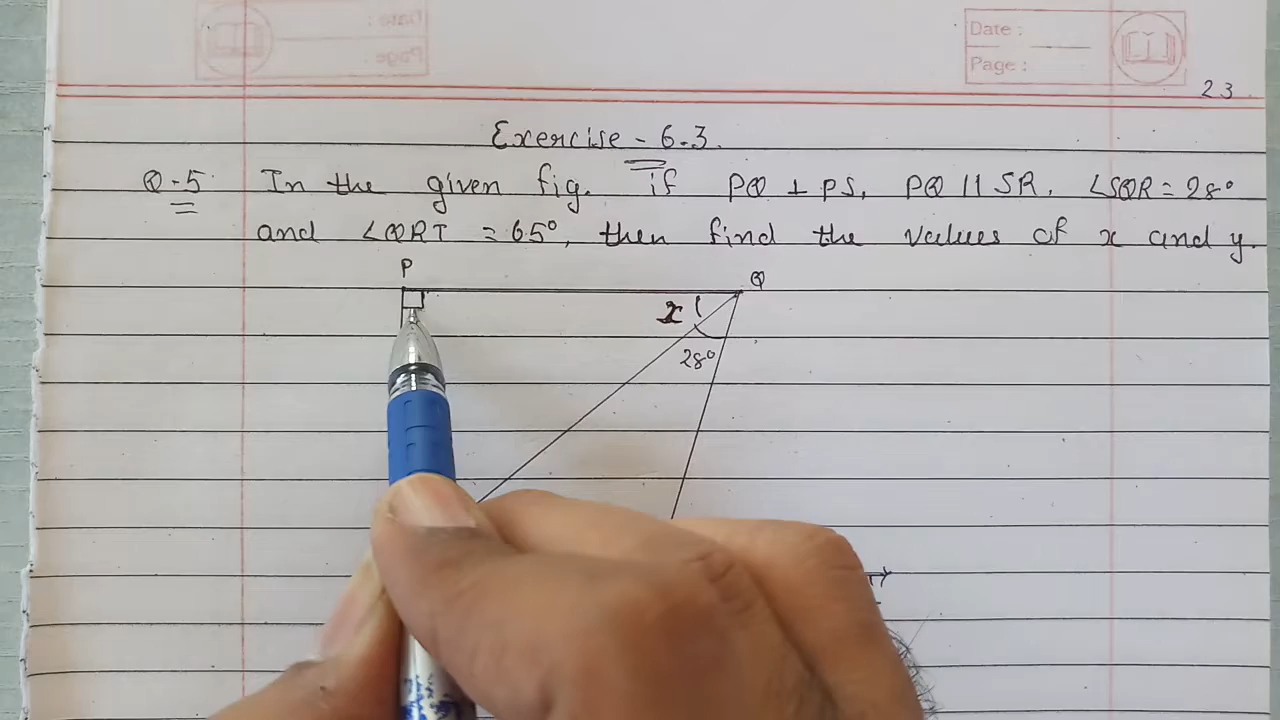 Date :
Page :
23
Exercise - 6.3.
Q.5. In the given fig. If PQ ⊥ PS, PQ || SR, ∠SQR = 28°
and ∠QRT = 65°, then find the values of x and y.
P
Q
x
28°